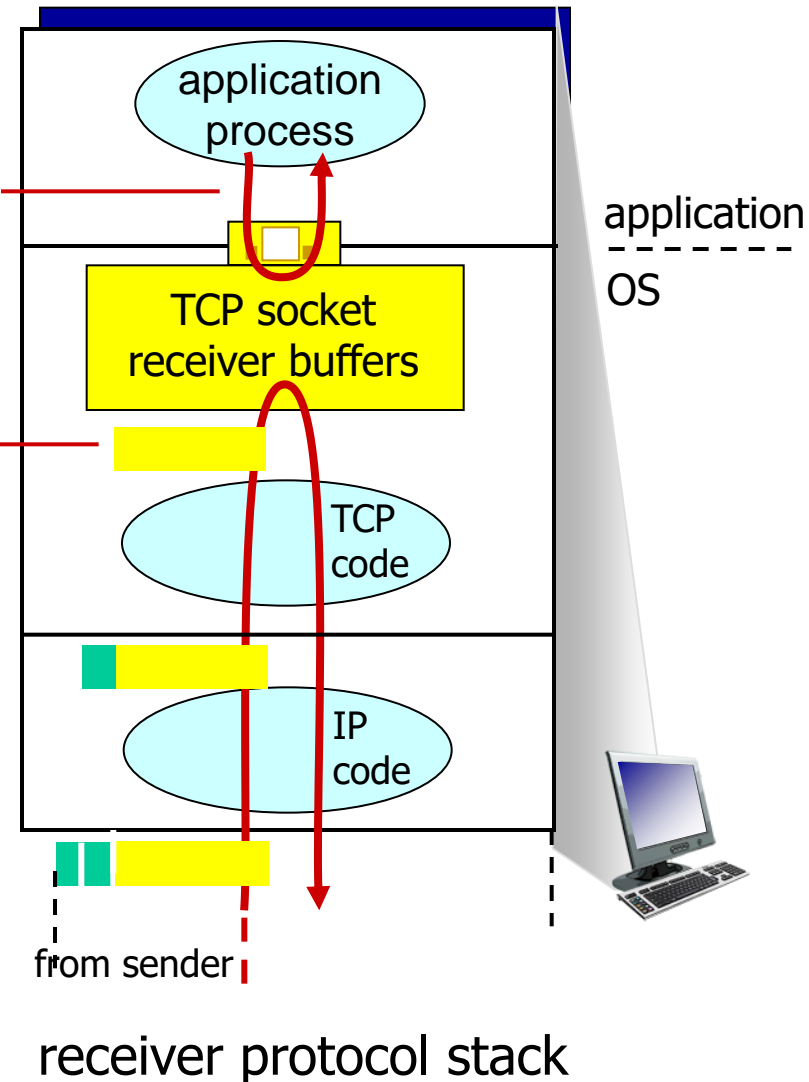 application
process
application
OS
TCP socket
receiver buffers
TCP
code
IP
code
from sender
receiver protocol stack